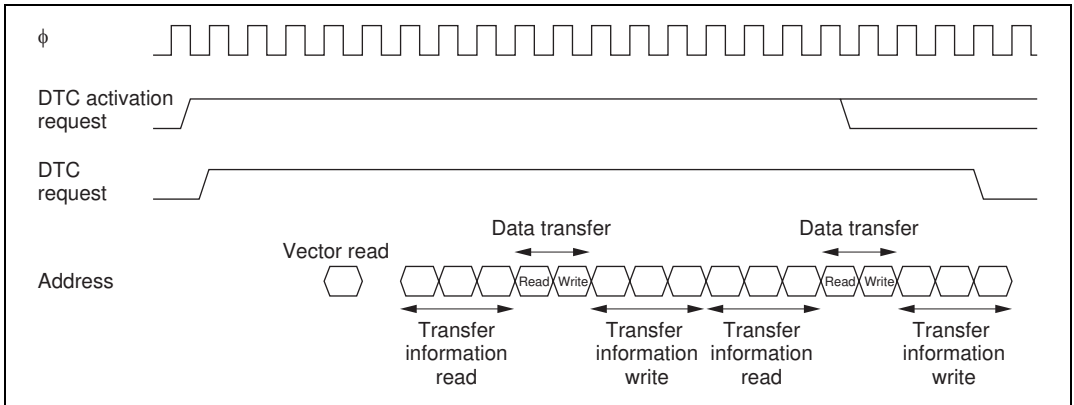 ϕ
DTC activation
request
DTC
request
Data transfer
Data transfer
Vector read
Address
Read
Write
Read
Write
Transfer
information
read
Transfer
information
write
Transfer
information
read
Transfer
information
write